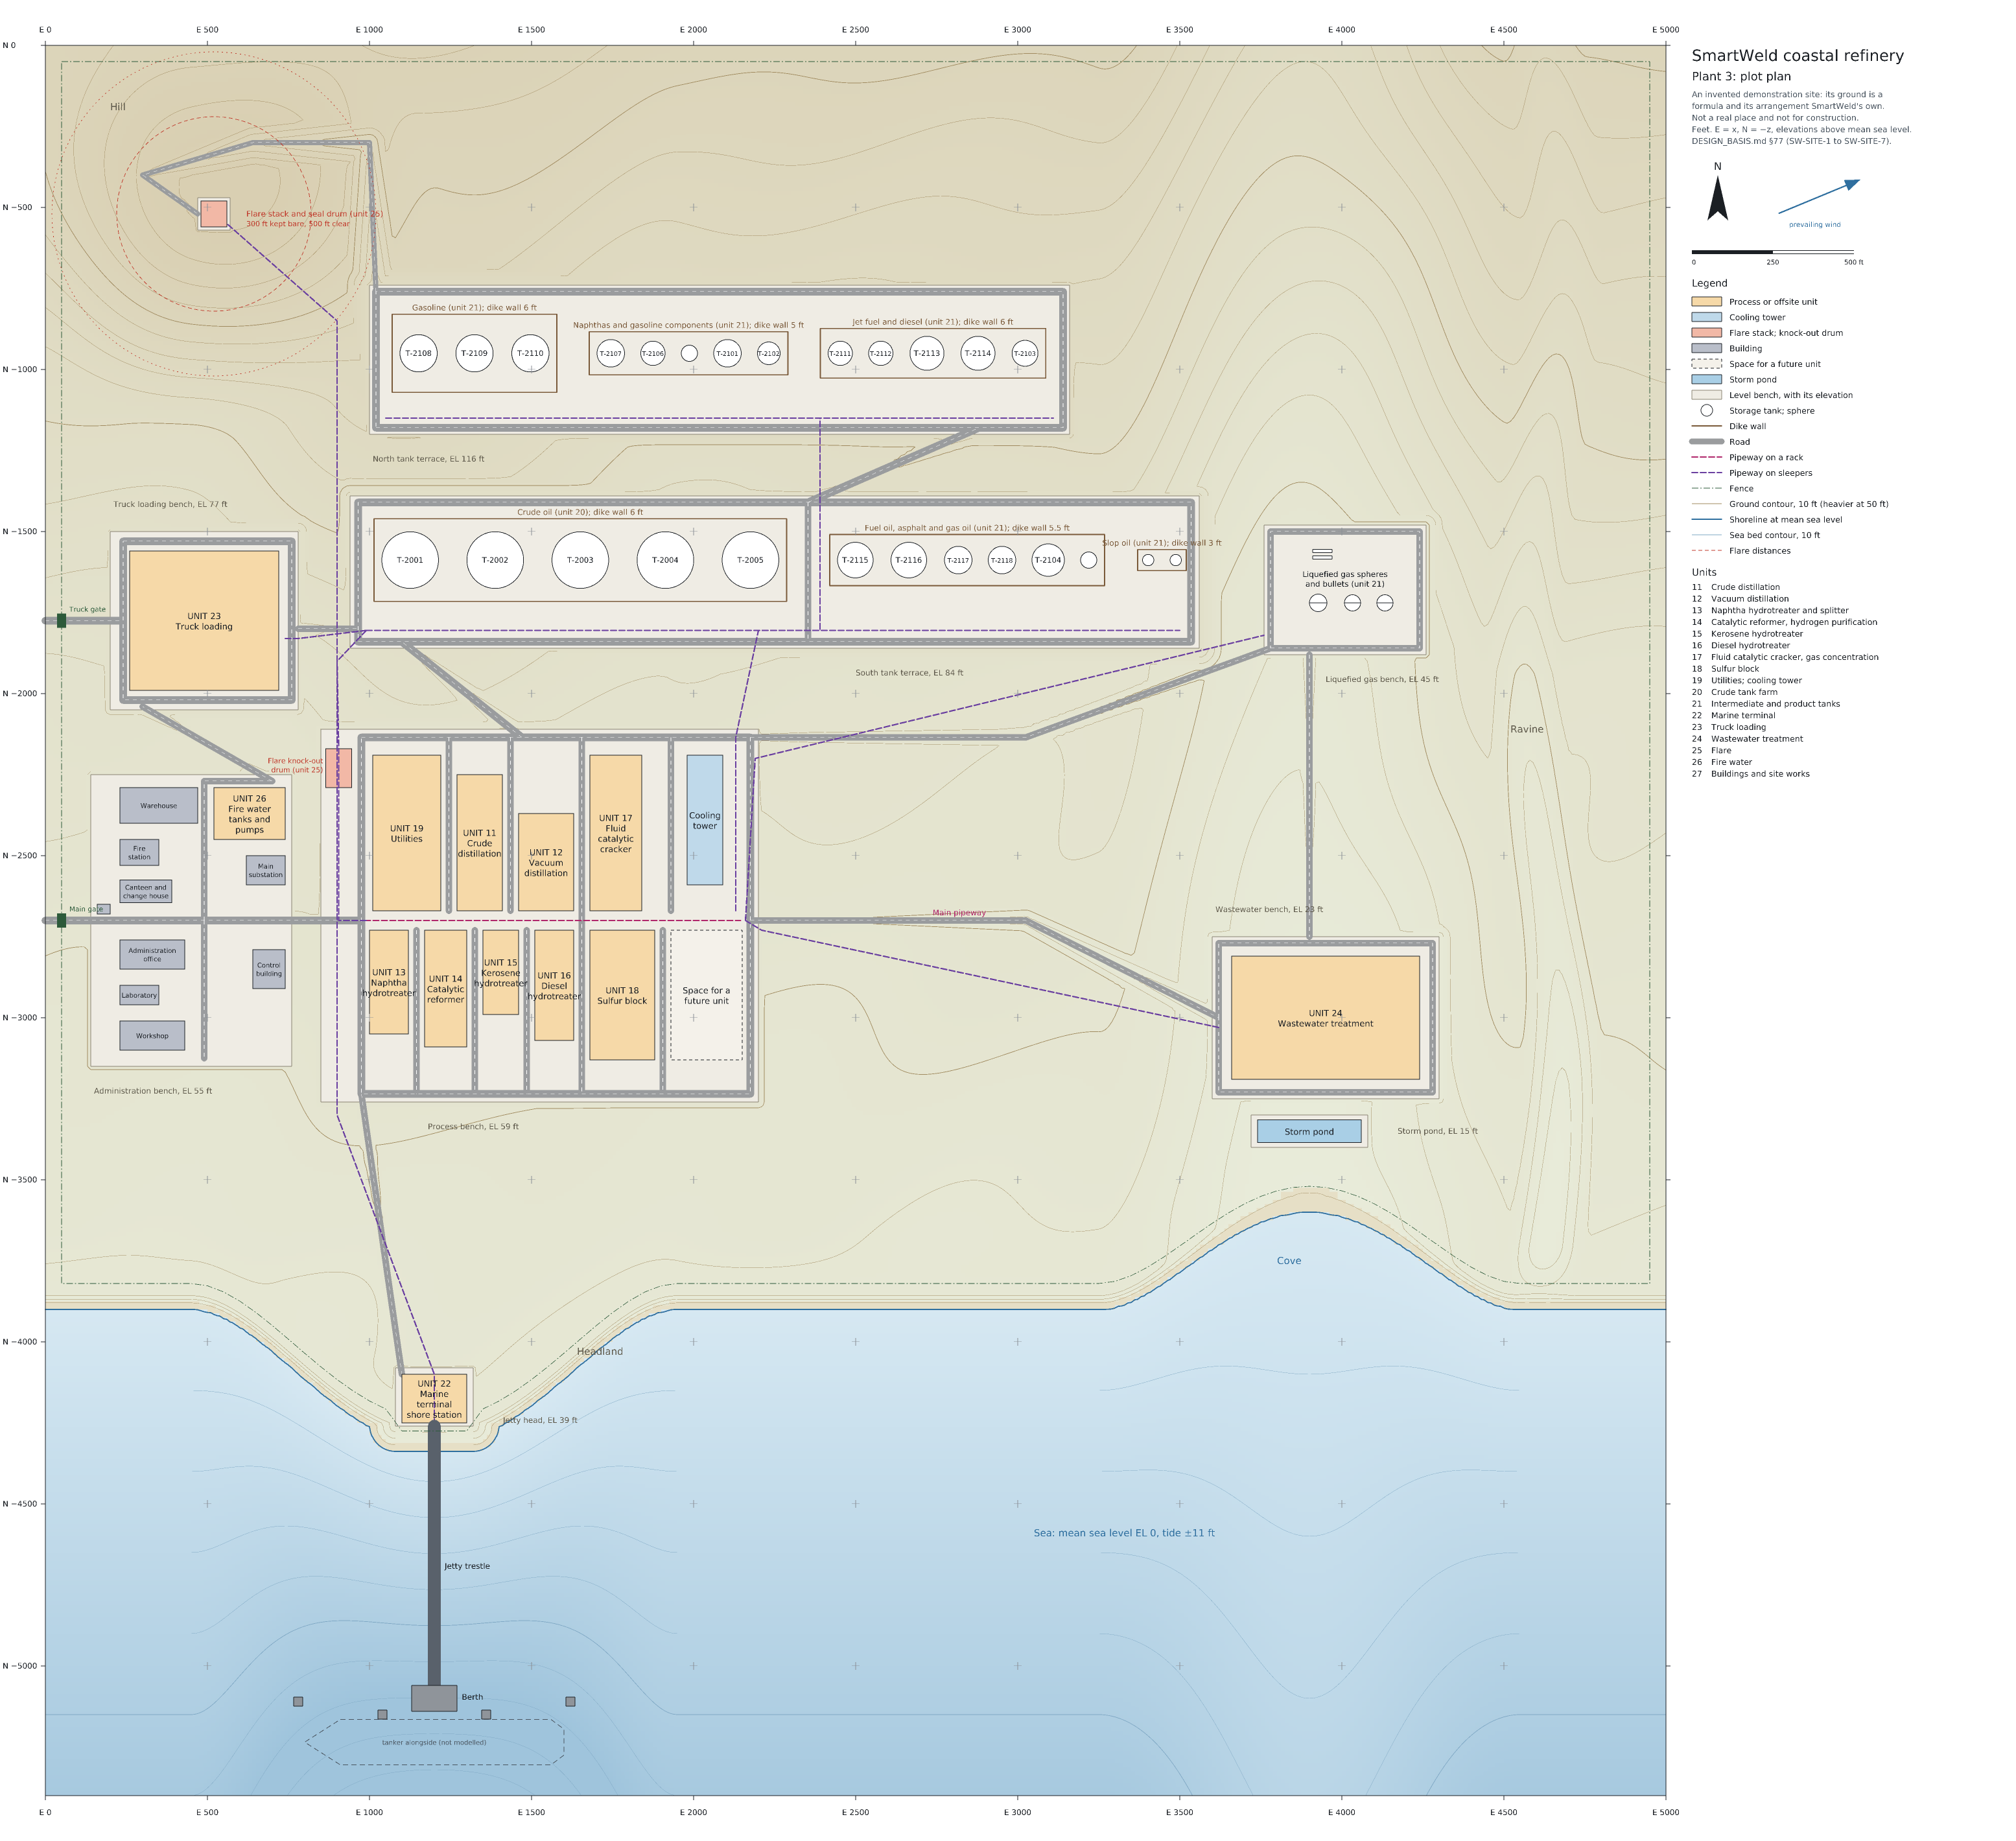 E 0
E 500
E 1000
E 1500
E 2000
E 2500
E 3000
E 3500
E 4000
E 4500
E 5000
N 0
N −500
N −1000
N −1500
N −2000
N −2500
N −3000
N −3500
N −4000
N −4500
N −5000
Hill
Flare stack and seal drum (unit 25)
300 ft kept bare, 500 ft clear
Gasoline (unit 21); dike wall 6 ft
T-2108
T-2109
T-2110
Naphthas and gasoline components (unit 21); dike wall 5 ft
T-2107
T-2106
T-2101
T-2102
Jet fuel and diesel (unit 21); dike wall 6 ft
T-2111
T-2112
T-2113
T-2114
T-2103
North tank terrace, EL 116 ft
Truck loading bench, EL 77 ft
Crude oil (unit 20); dike wall 6 ft
T-2001
T-2002
T-2003
T-2004
T-2005
Fuel oil, asphalt and gas oil (unit 21); dike wall 5.5 ft
T-2115
T-2116
T-2117
T-2118
T-2104
Slop oil (unit 21); dike wall 3 ft
Liquefied gas spheres
and bullets (unit 21)
Truck gate
UNIT 23
Truck loading
South tank terrace, EL 84 ft
Liquefied gas bench, EL 45 ft
Ravine
Flare knock-out
drum (unit 25)
Warehouse
UNIT 26
Fire water
tanks and
pumps
Fire
station
Main
substation
Canteen and
change house
Main gate
Administration
office
Control
building
Laboratory
Workshop
Administration bench, EL 55 ft
UNIT 19
Utilities
UNIT 11
Crude
distillation
UNIT 12
Vacuum
distillation
UNIT 17
Fluid
catalytic
cracker
Cooling
tower
Main pipeway
UNIT 13
Naphtha
hydrotreater
UNIT 14
Catalytic
reformer
UNIT 15
Kerosene
hydrotreater
UNIT 16
Diesel
hydrotreater
UNIT 18
Sulfur block
Space for a
future unit
Process bench, EL 59 ft
Wastewater bench, EL 23 ft
UNIT 24
Wastewater treatment
Storm pond
Storm pond, EL 15 ft
Cove
Headland
UNIT 22
Marine
terminal
shore station
Jetty head, EL 39 ft
Sea: mean sea level EL 0, tide ±11 ft
Jetty trestle
Berth
tanker alongside (not modelled)
E 0
E 500
E 1000
E 1500
E 2000
E 2500
E 3000
E 3500
E 4000
E 4500
E 5000
SmartWeld coastal refinery
Plant 3: plot plan
An invented demonstration site: its ground is a
formula and its arrangement SmartWeld's own.
Not a real place and not for construction.
Feet. E = x, N = −z, elevations above mean sea level.
DESIGN_BASIS.md §77 (SW-SITE-1 to SW-SITE-7).
N
prevailing wind
0
250
500 ft
Legend
Process or offsite unit
Cooling tower
Flare stack; knock-out drum
Building
Space for a future unit
Storm pond
Level bench, with its elevation
Storage tank; sphere
Dike wall
Road
Pipeway on a rack
Pipeway on sleepers
Fence
Ground contour, 10 ft (heavier at 50 ft)
Shoreline at mean sea level
Sea bed contour, 10 ft
Flare distances
Units
11 Crude distillation
12 Vacuum distillation
13 Naphtha hydrotreater and splitter
14 Catalytic reformer, hydrogen purification
15 Kerosene hydrotreater
16 Diesel hydrotreater
17 Fluid catalytic cracker, gas concentration
18 Sulfur block
19 Utilities; cooling tower
20 Crude tank farm
21 Intermediate and product tanks
22 Marine terminal
23 Truck loading
24 Wastewater treatment
25 Flare
26 Fire water
27 Buildings and site works